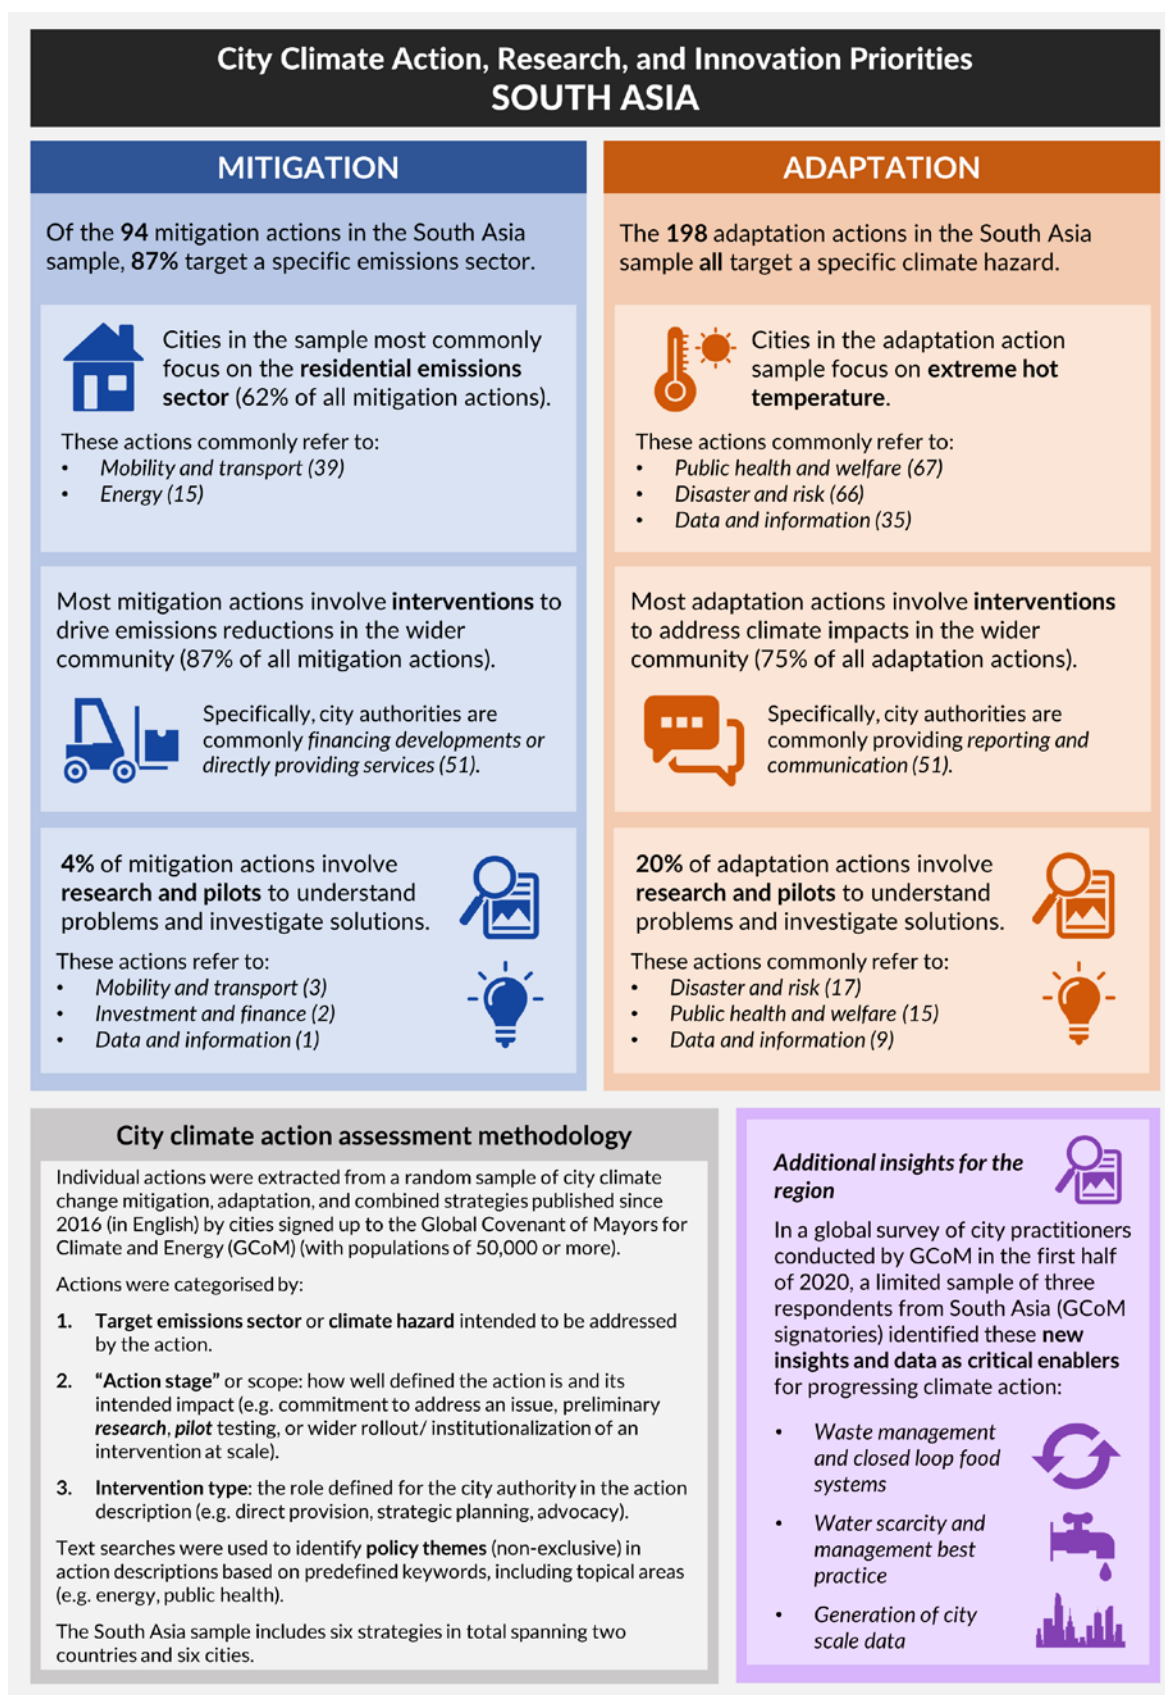 City Climate Action, Research, and Innovation Priorities
SOUTH ASIA
MITIGATION
Of the 94 mitigation actions in the South Asia
sample, 87% target a specific emissions sector.
Cities in the sample most commonly
focus on the residential emissions
sector (62% of all mitigation actions).
These actions commonly refer to:
• Mobility and transport (39)
• Energy (15)
Most mitigation actions involve interventions to
drive emissions reductions in the wider
community (87% of all mitigation actions).
Specifically, city authorities are
commonly financing developments or
directly providing services (51).
4% of mitigation actions involve
research and pilots to understand
problems and investigate solutions.
These actions refer to:
• Mobility and transport (3)
• Investment and finance (2)
• Data and information (1)
ADAPTATION
The 198 adaptation actions in the South Asia
sample all target a specific climate hazard.
Cities in the adaptation action
sample focus on extreme hot
temperature.
These actions commonly refer to:
• Public health and welfare (67)
• Disaster and risk (66)
• Data and information (35)
Most adaptation actions involve interventions
to address climate impacts in the wider
community (75% of all adaptation actions).
Specifically, city authorities are
commonly providing reporting and
communication (51).
20% of adaptation actions involve
research and pilots to understand
problems and investigate solutions.
These actions commonly refer to:
• Disaster and risk (17)
• Public health and welfare (15)
• Data and information (9)
City climate action assessment methodology
Individual actions were extracted from a random sample of city climate
change mitigation, adaptation, and combined strategies published since
2016 (in English) by cities signed up to the Global Covenant of Mayors for
Climate and Energy (GCoM) (with populations of 50,000 or more).
Actions were categorised by:
1. Target emissions sector or climate hazard intended to be addressed
by the action.
2. “Action stage” or scope: how well defined the action is and its
intended impact (e.g. commitment to address an issue, preliminary
research, pilot testing, or wider rollout/ institutionalization of an
intervention at scale).
3. Intervention type: the role defined for the city authority in the action
description (e.g. direct provision, strategic planning, advocacy).
Text searches were used to identify policy themes (non-exclusive) in
action descriptions based on predefined keywords, including topical areas
(e.g. energy, public health).
The South Asia sample includes six strategies in total spanning two
countries and six cities.
Additional insights for the
region
In a global survey of city practitioners
conducted by GCoM in the first half
of 2020, a limited sample of three
respondents from South Asia (GCoM
signatories) identified these new
insights and data as critical enablers
for progressing climate action:
• Waste management
and closed loop food
systems
• Water scarcity and
management best
practice
• Generation of city
scale data